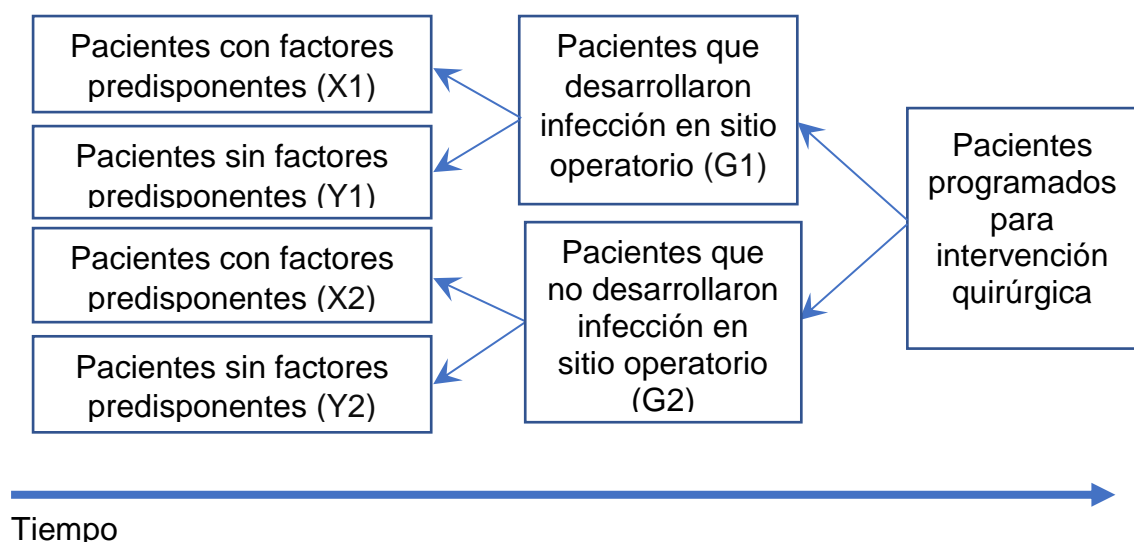 Pacientes con factores
predisponentes (X1)
Pacientes sin factores
predisponentes (Y1)
Pacientes con factores
predisponentes (X2)
Pacientes sin factores
predisponentes (Y2)
Pacientes que
desarrollaron
infección en sitio
operatorio (G1)
Pacientes que
no desarrollaron
infección en
sitio operatorio
(G2)
Pacientes
programados
para
intervención
quirúrgica
Tiempo